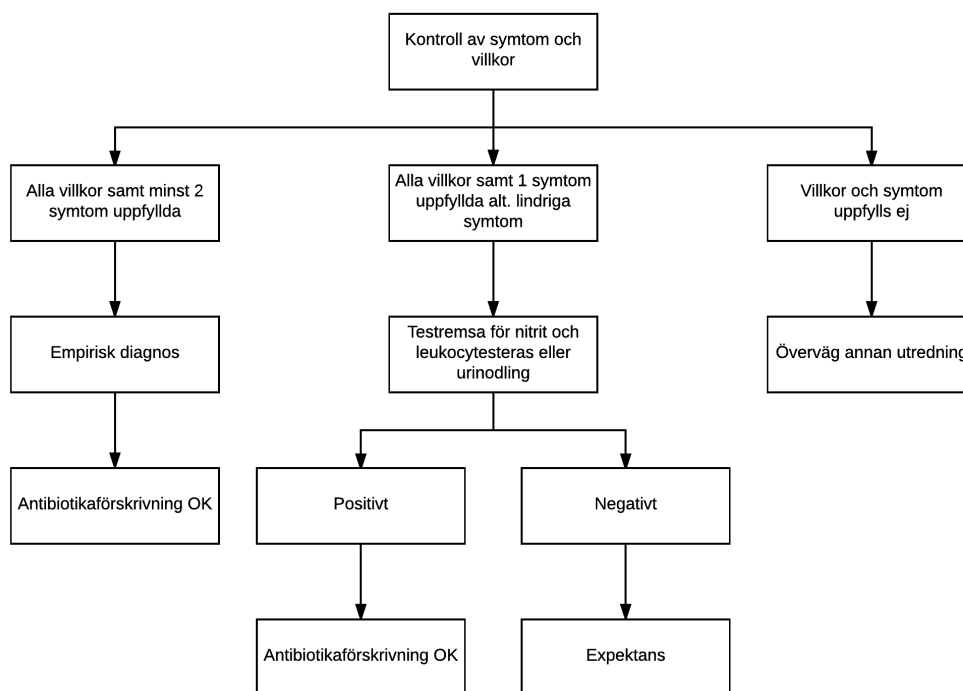 Kontroll av symtom och
villkor
Alla villkor samt minst 2
symtom uppfyllda
Alla villkor samt 1 symtom
uppfyllda alt. lindriga
symtom
Villkor och symtom
uppfylls ej
Empirisk diagnos
Testremsa för nitrit och
leukocytesteras eller
urinodling
Överväg annan utredning
Antibiotikaförskrivning OK
Positivt
Negativt
Antibiotikaförskrivning OK
Expektans